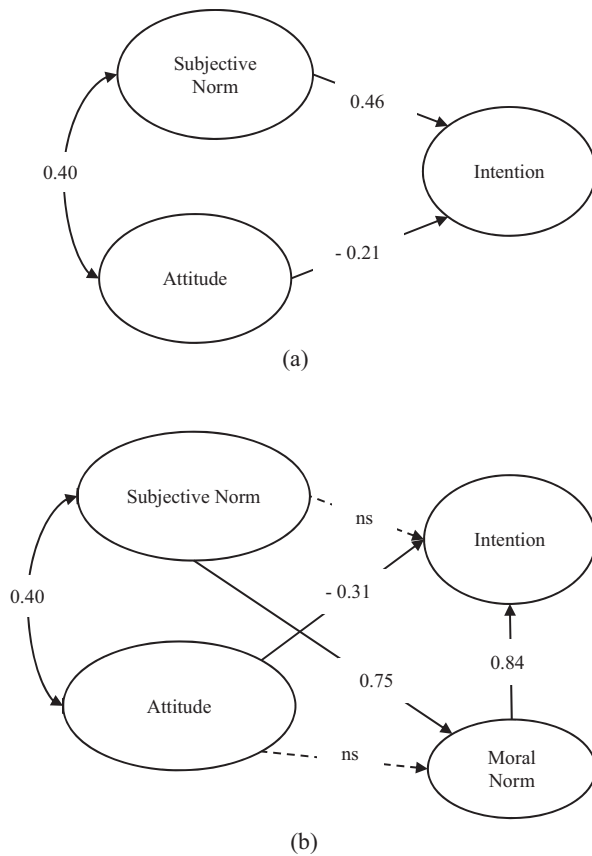 Subjective
Norm
0.46
0.40
Intention
- 0.21
Attitude
(a)
Subjective Norm
ns
Intention
0.40
- 0.31
0.84
0.75
Attitude
ns
Moral
Norm
(b)